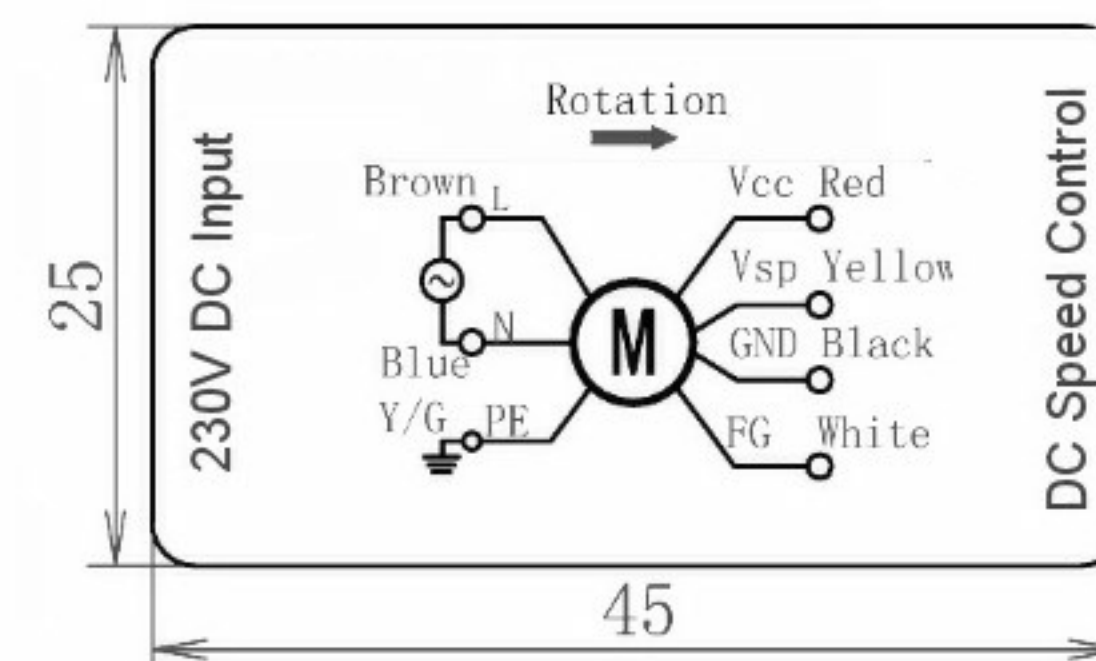 Rotation
230V DC Input
DC Speed Control
Brown L
Vcc Red
Vsp Yellow
N
Blue
GND Black
Y/G PE
FG White
25
45
M